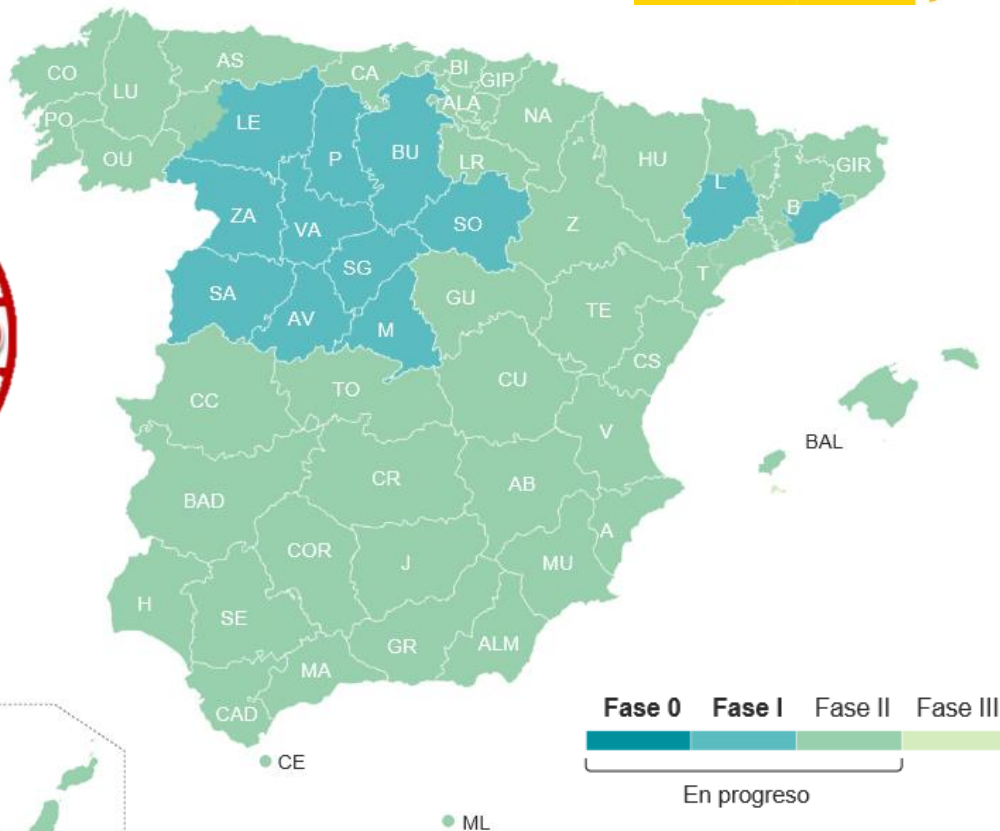 AS
CA
BI
GIP
CO
LU
ALA
NA
PO
LE
P
BU
OU
LR
HU
GIR
L
B
ZA
VA
SO
Z
SG
SA
GU
T
AV
M
TE
CS
CC
TO
CU
V
BAL
BAD
CR
AB
A
COR
J
MU
H
SE
GR
ALM
MA
CAD
CE
ML
Fase 0 Fase I Fase II Fase III
En progreso